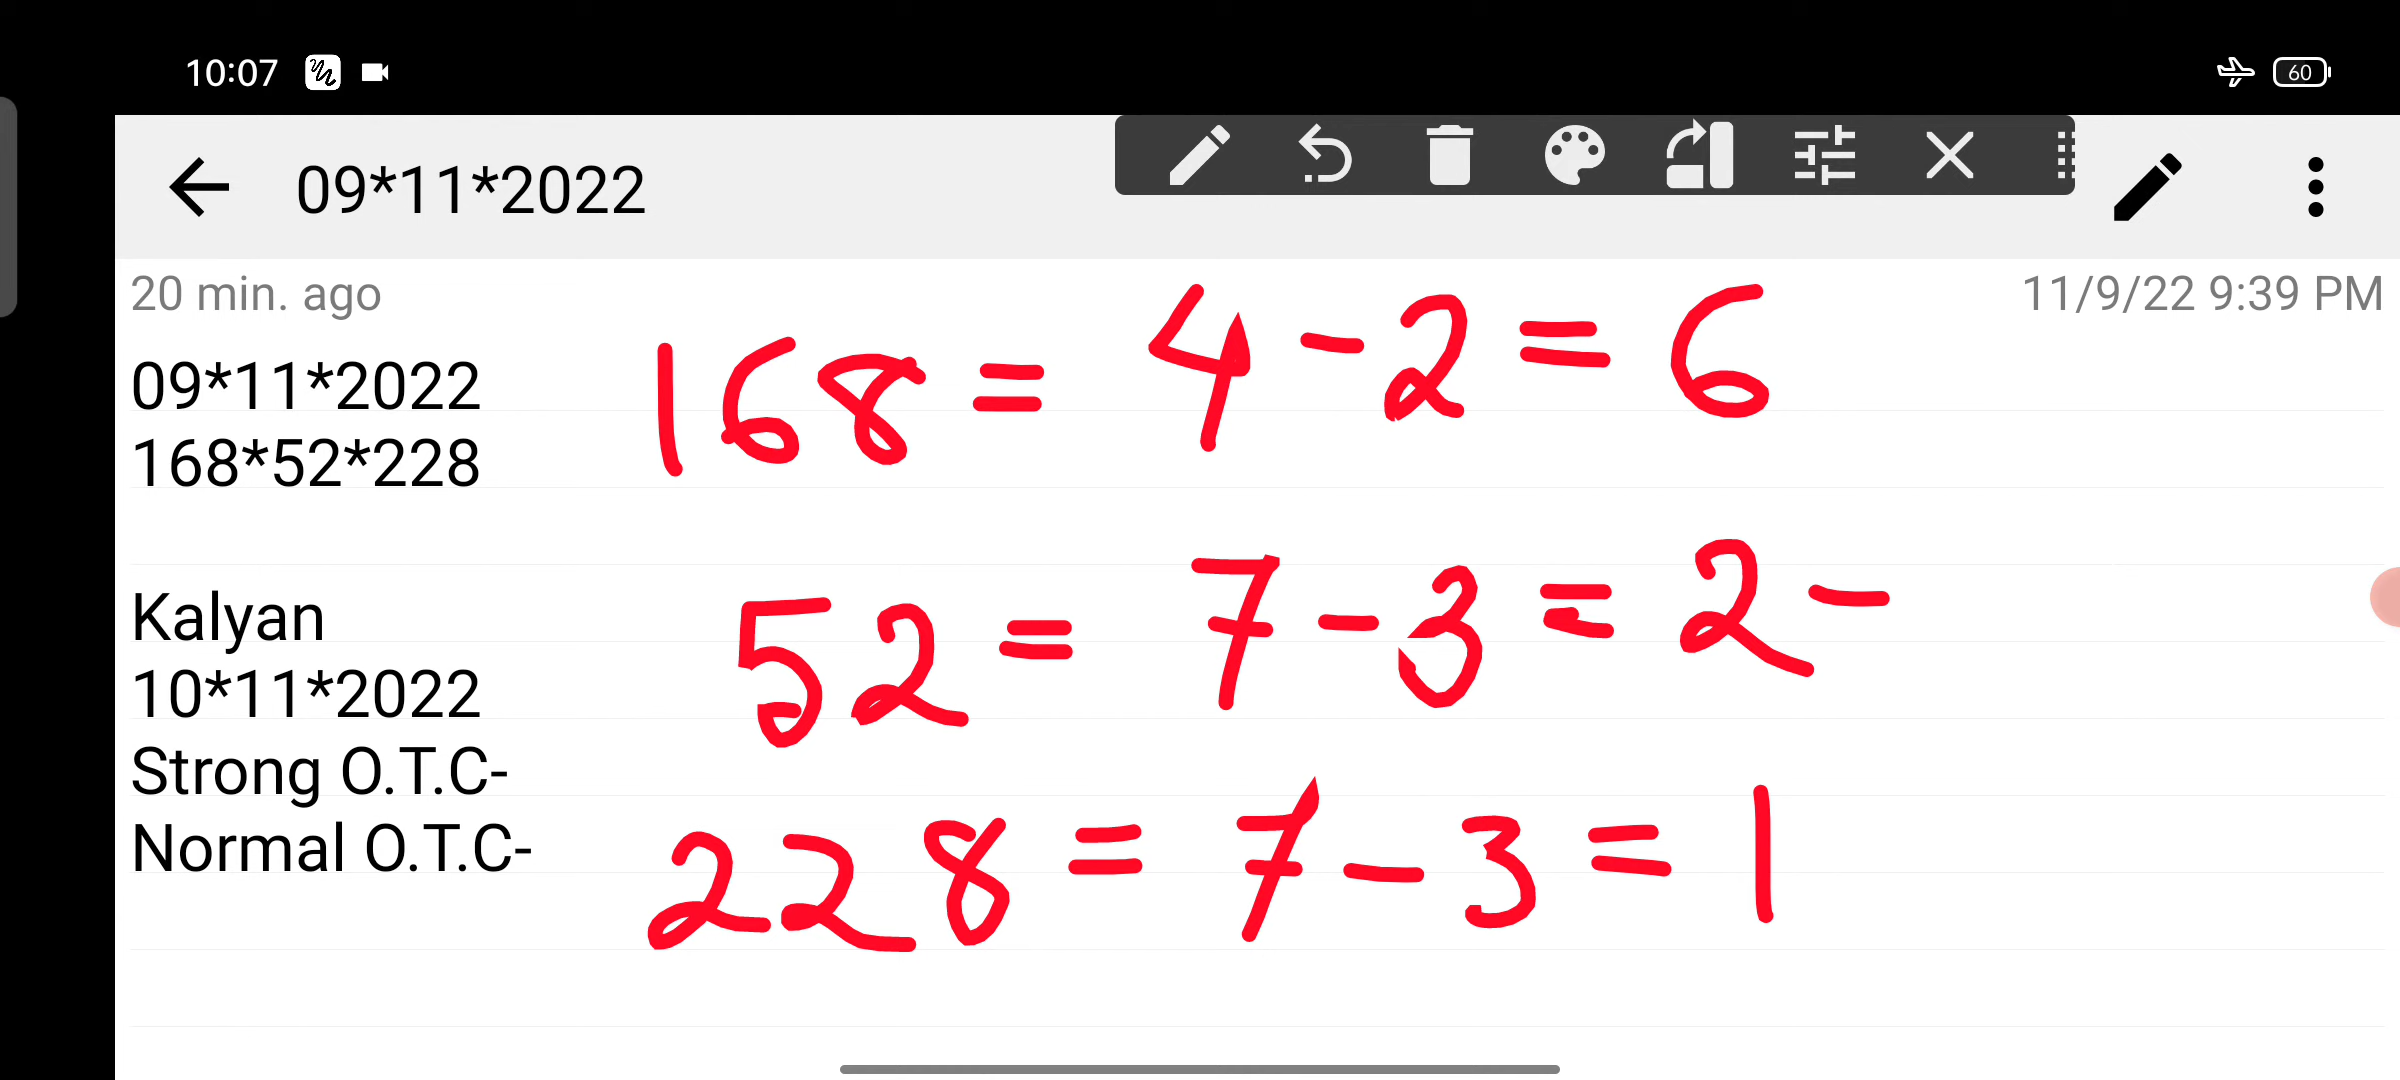 10:07 60
09*11*2022
20 min. ago 11/9/22 9:39 PM
09*11*2022
168*52*228
Kalyan
10*11*2022
Strong O.T.C-
Normal O.T.C-
168 = 4 - 2 = 6
52 = 7 - 3 = 2 -
228 = 7 - 3 = 1